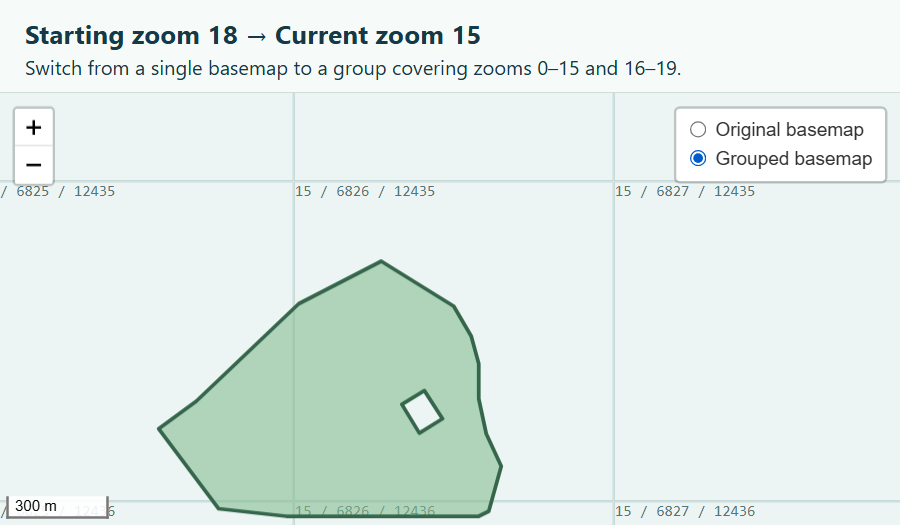 Starting zoom 18 → Current zoom 15
Switch from a single basemap to a group covering zooms 0–15 and 16–19.
+
−
Original basemap
Grouped basemap
/ 6825 / 12435
15 / 6826 / 12435
15 / 6827 / 12435
300 m
15 / 6826 / 12436
15 / 6827 / 12436